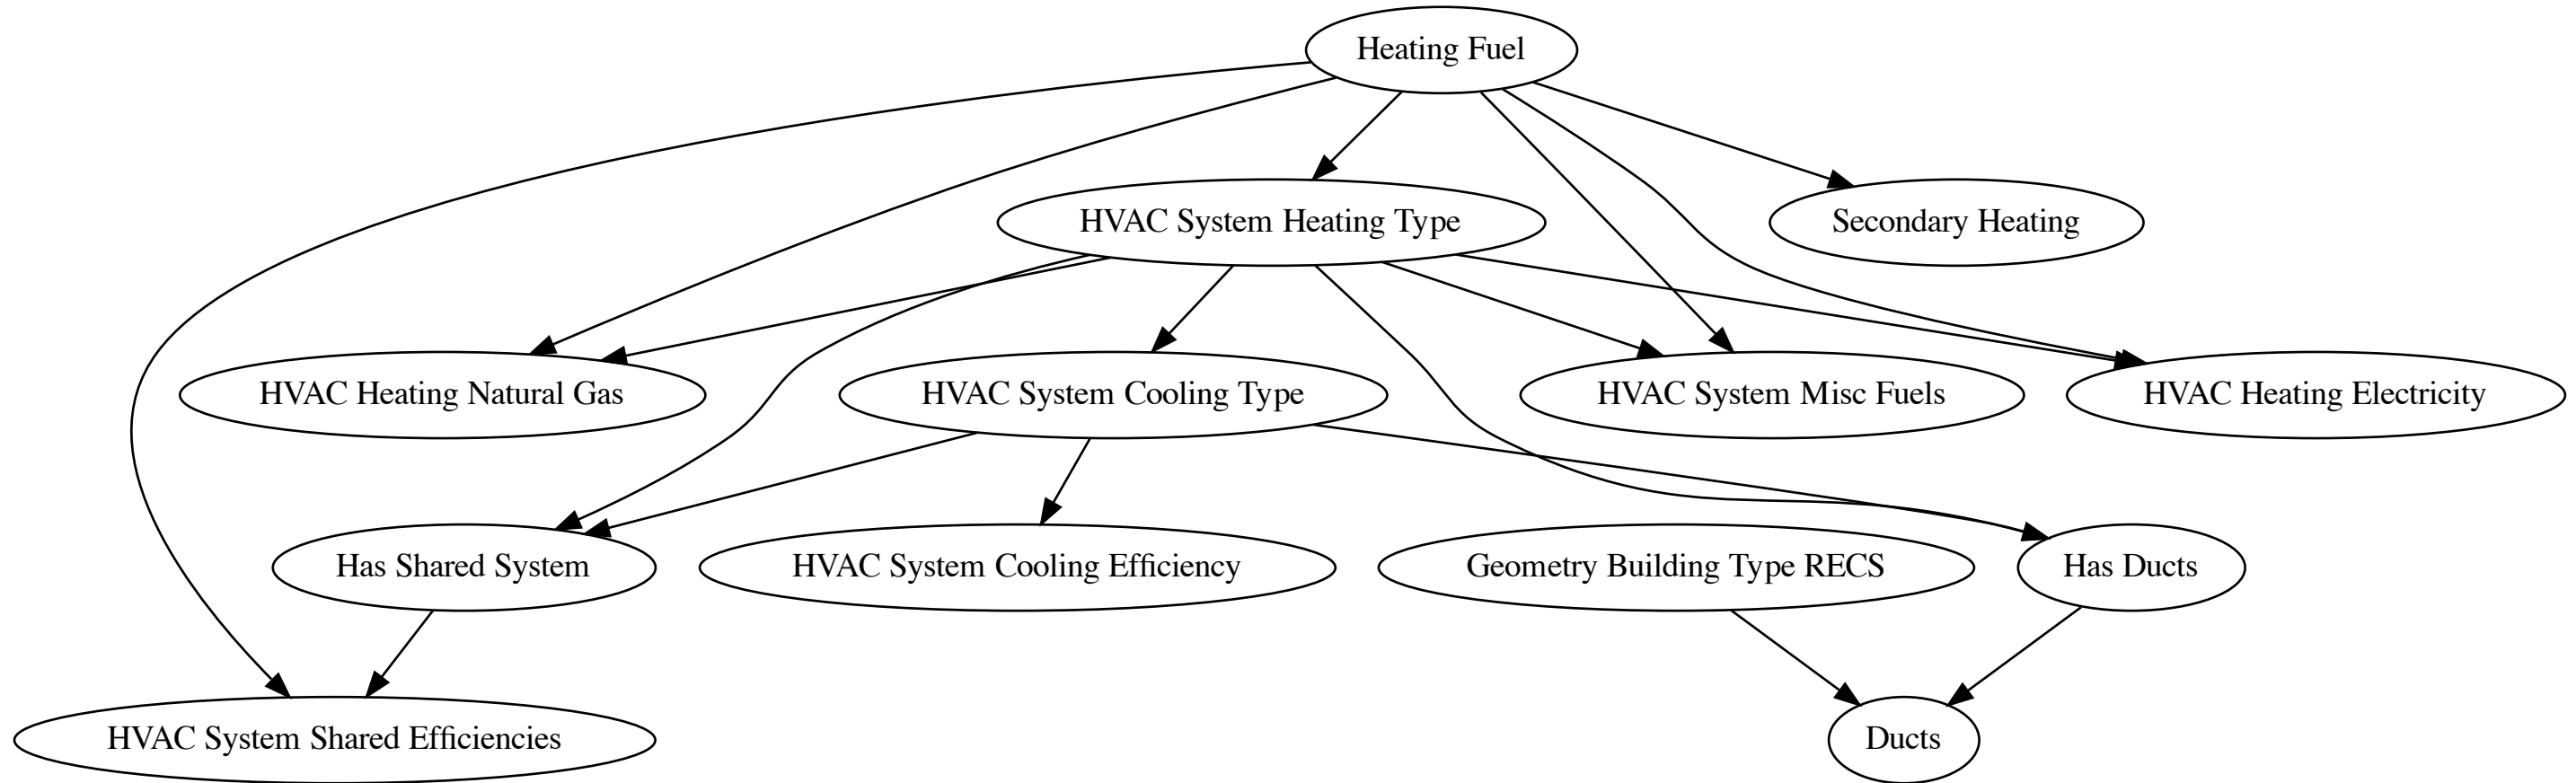 Heating Fuel
HVAC System Heating Type
Secondary Heating
HVAC Heating Natural Gas
HVAC System Cooling Type
HVAC System Misc Fuels
HVAC Heating Electricity
Has Shared System
HVAC System Cooling Efficiency
Geometry Building Type RECS
Has Ducts
HVAC System Shared Efficiencies
Ducts